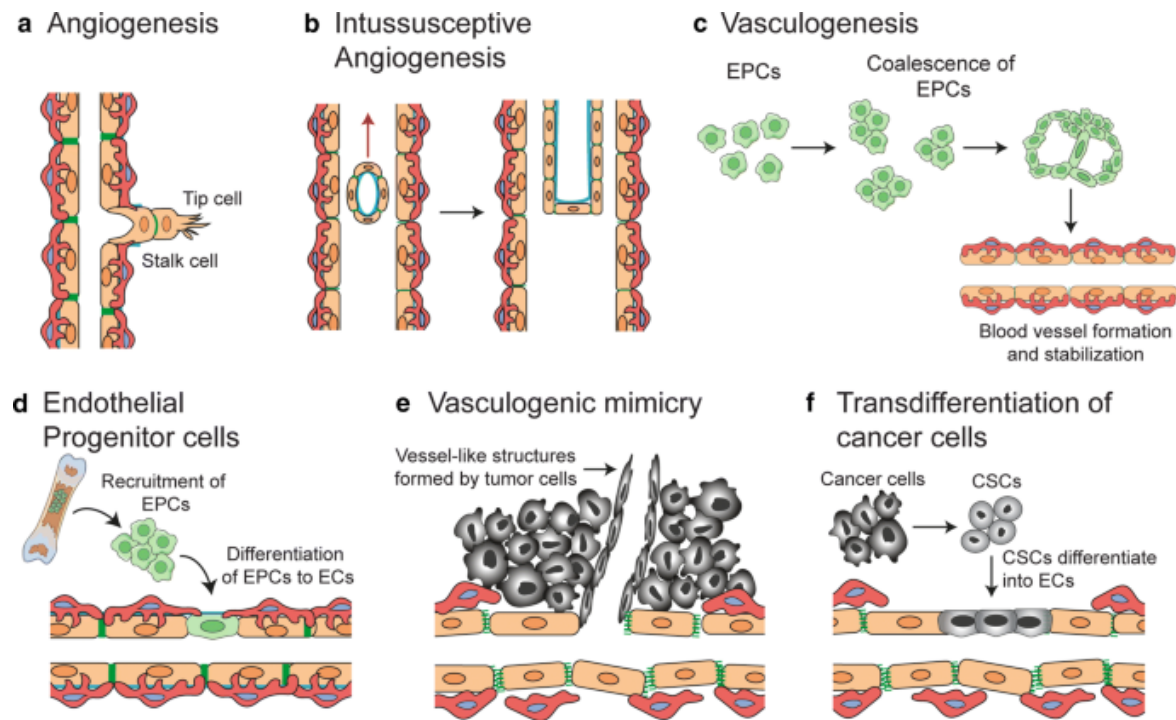 a Angiogenesis
Tip cell
Stalk cell
b Intussusceptive
Angiogenesis
c Vasculogenesis
EPCs
Coalescence of
EPCs
Blood vessel formation
and stabilization
d Endothelial
Progenitor cells
Recruitment of
EPCs
Differentiation
of EPCs to ECs
e Vasculogenic mimicry
Vessel-like structures
formed by tumor cells
f Transdifferentiation of
cancer cells
Cancer cells
CSCs
CSCs differentiate
into ECs